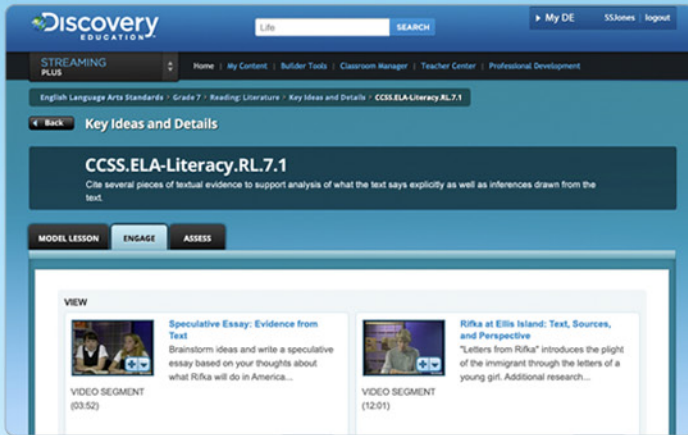 Discovery
EDUCATION
Life
SEARCH
My DE
SSJones | logout
STREAMING
PLUS
Home | My Content | Builder Tools | Classroom Manager | Teacher Center | Professional Development
English Language Arts Standards > Grade 7 > Reading: Literature > Key Ideas and Details > CCSS.ELA-Literacy.RL.7.1
Back
Key Ideas and Details
CCSS.ELA-Literacy.RL.7.1
Cite several pieces of textual evidence to support analysis of what the text says explicitly as well as inferences drawn from the
text.
MODEL LESSON
ENGAGE
ASSESS
VIEW
Speculative Essay: Evidence from
Text
Brainstorm ideas and write a speculative
essay based on your thoughts about
what Rifka will do in America...
VIDEO SEGMENT
(03:52)
Rifka at Ellis Island: Text, Sources,
and Perspective
"Letters from Rifka" introduces the plight
of the immigrant through the letters of a
young girl. Additional research...
VIDEO SEGMENT
(12:01)